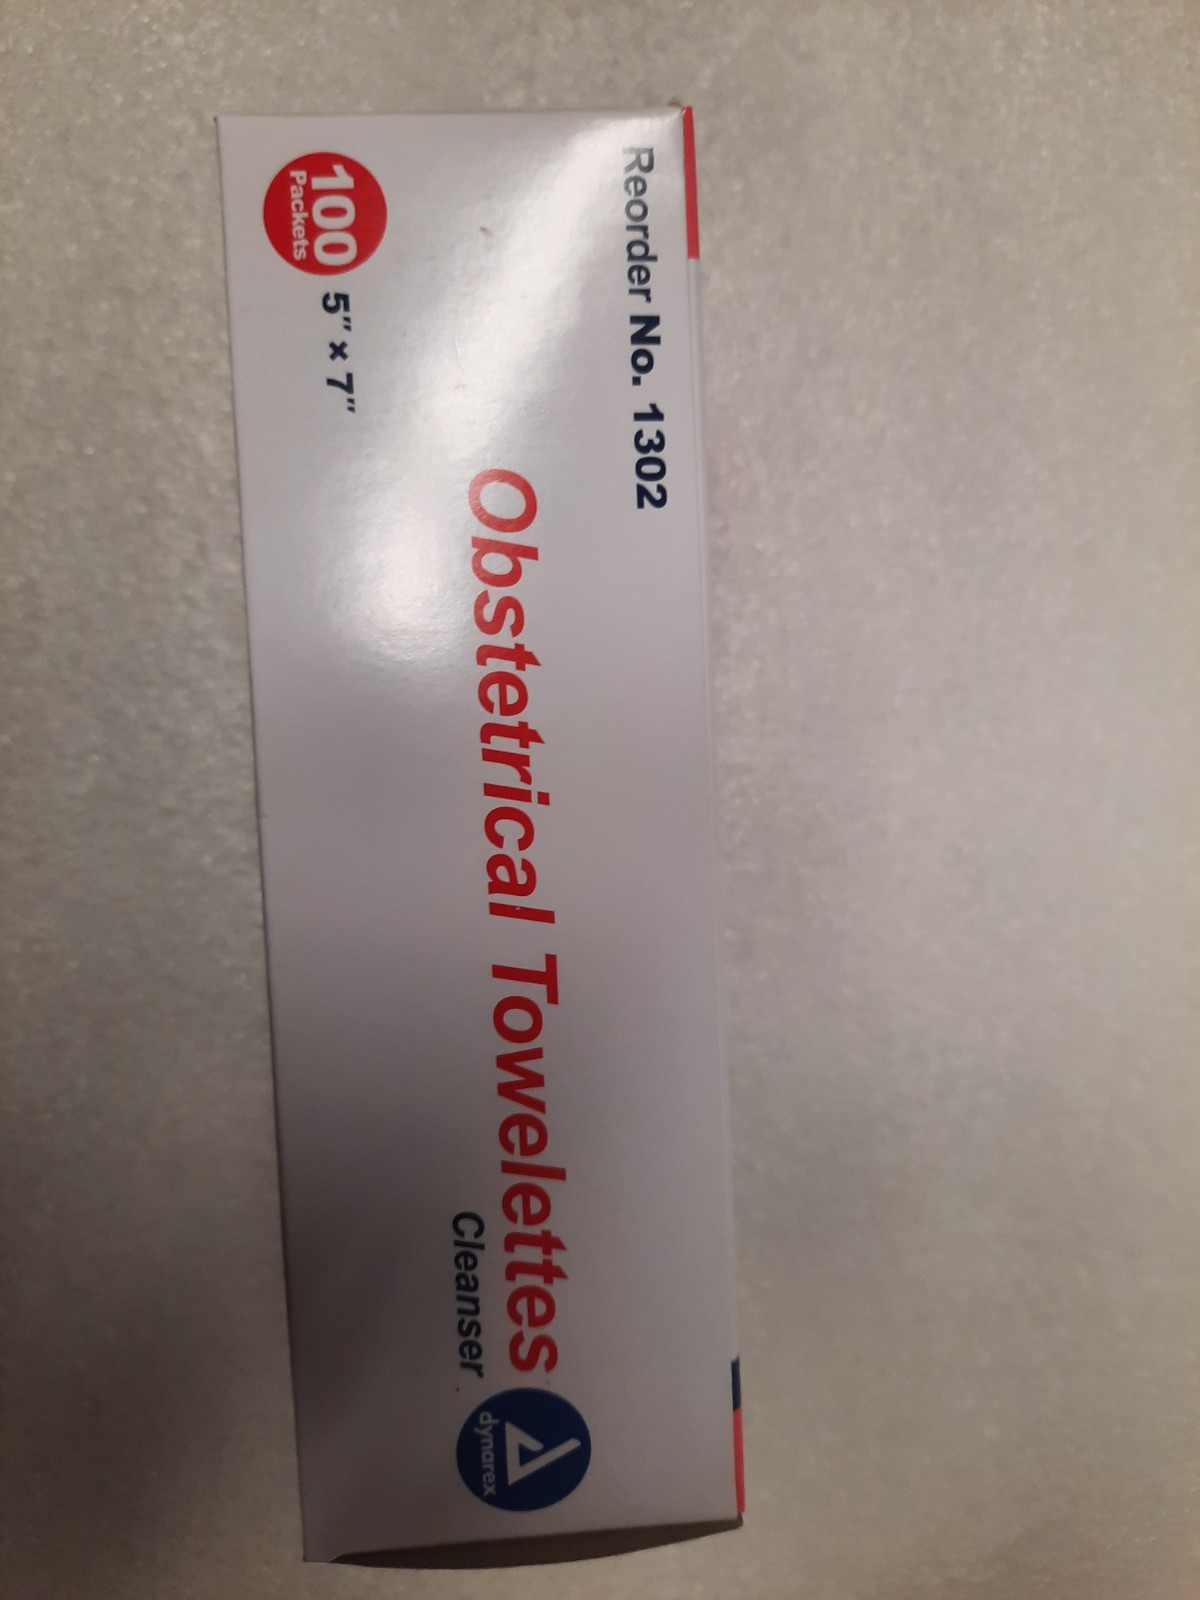 Reorder No. 1302
Obstetrical Towelettes
Cleanser
dynarex
100
Packets
5" × 7"